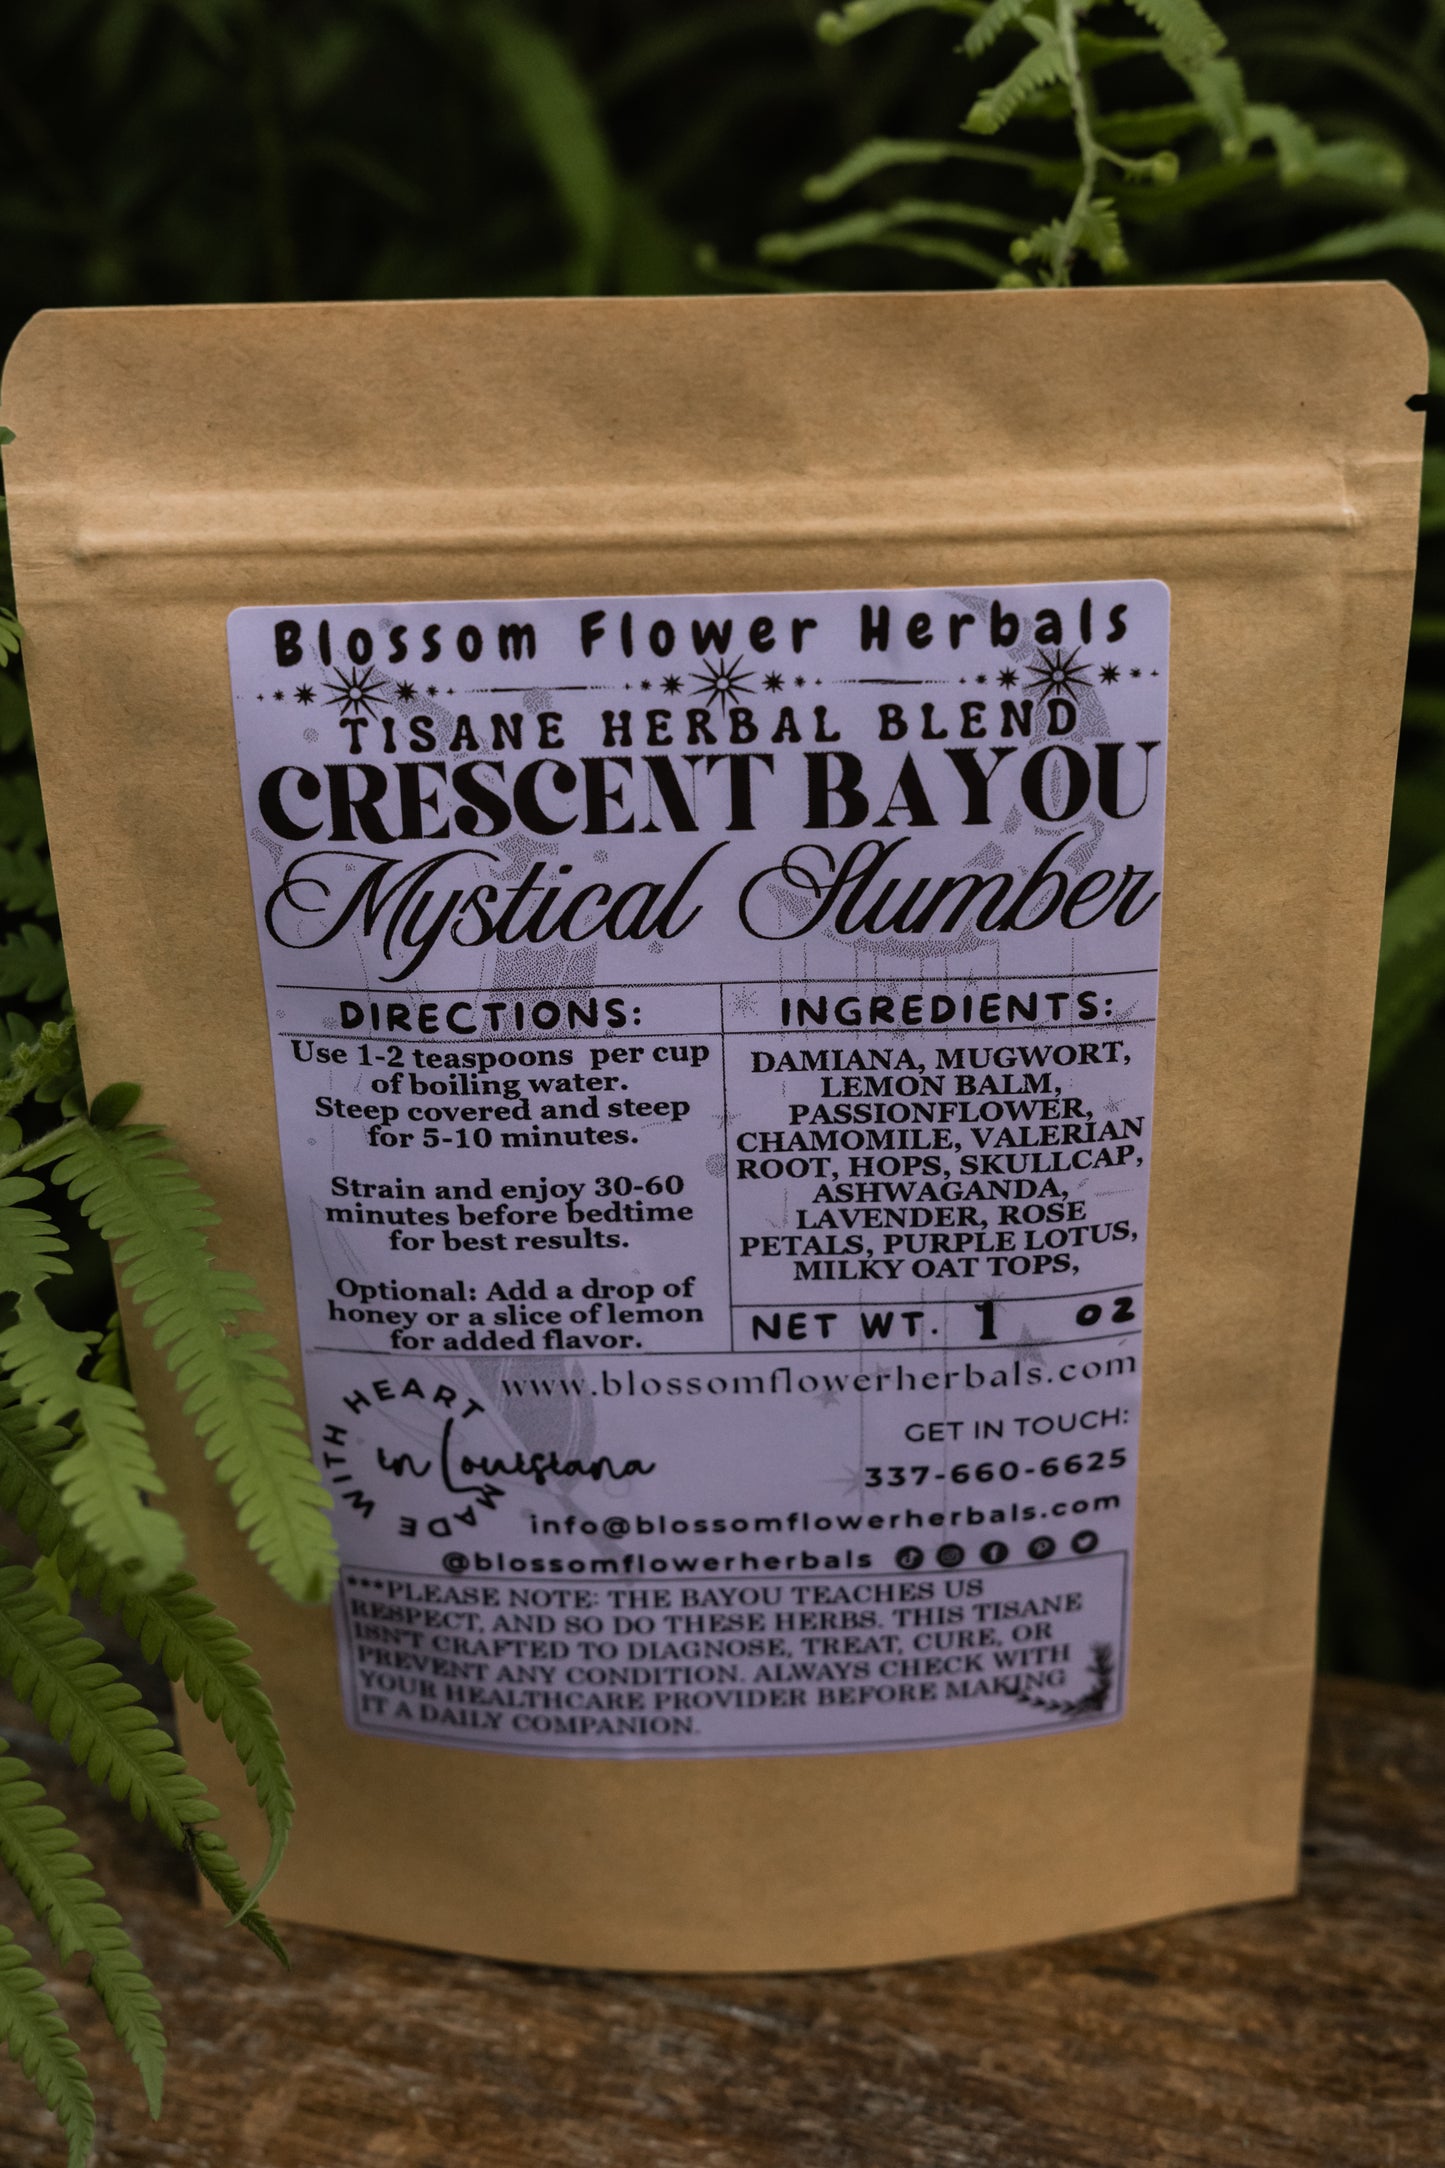 Blossom Flower Herbals
TISANE HERBAL BLEND
CRESCENT BAYOU
Mystical Slumber
DIRECTIONS:
Use 1-2 teaspoons per cup
of boiling water.
Steep covered and steep
for 5-10 minutes.
Strain and enjoy 30-60
minutes before bedtime
for best results.
Optional: Add a drop of
honey or a slice of lemon
for added flavor.
INGREDIENTS:
DAMIANA, MUGWORT,
LEMON BALM,
PASSIONFLOWER,
CHAMOMILE, VALERIAN
ROOT, HOPS, SKULLCAP,
ASHWAGANDA,
LAVENDER, ROSE
PETALS, PURPLE LOTUS,
MILKY OAT TOPS,
NET WT. 1 OZ
MADE WITH HEART
in Louisiana
www.blossomflowerherbals.com
GET IN TOUCH:
337-660-6625
info@blossomflowerherbals.com
@blossomflowerherbals
***PLEASE NOTE: THE BAYOU TEACHES US
RESPECT, AND SO DO THESE HERBS. THIS TISANE
ISN'T CRAFTED TO DIAGNOSE, TREAT, CURE, OR
PREVENT ANY CONDITION. ALWAYS CHECK WITH
YOUR HEALTHCARE PROVIDER BEFORE MAKING
IT A DAILY COMPANION.